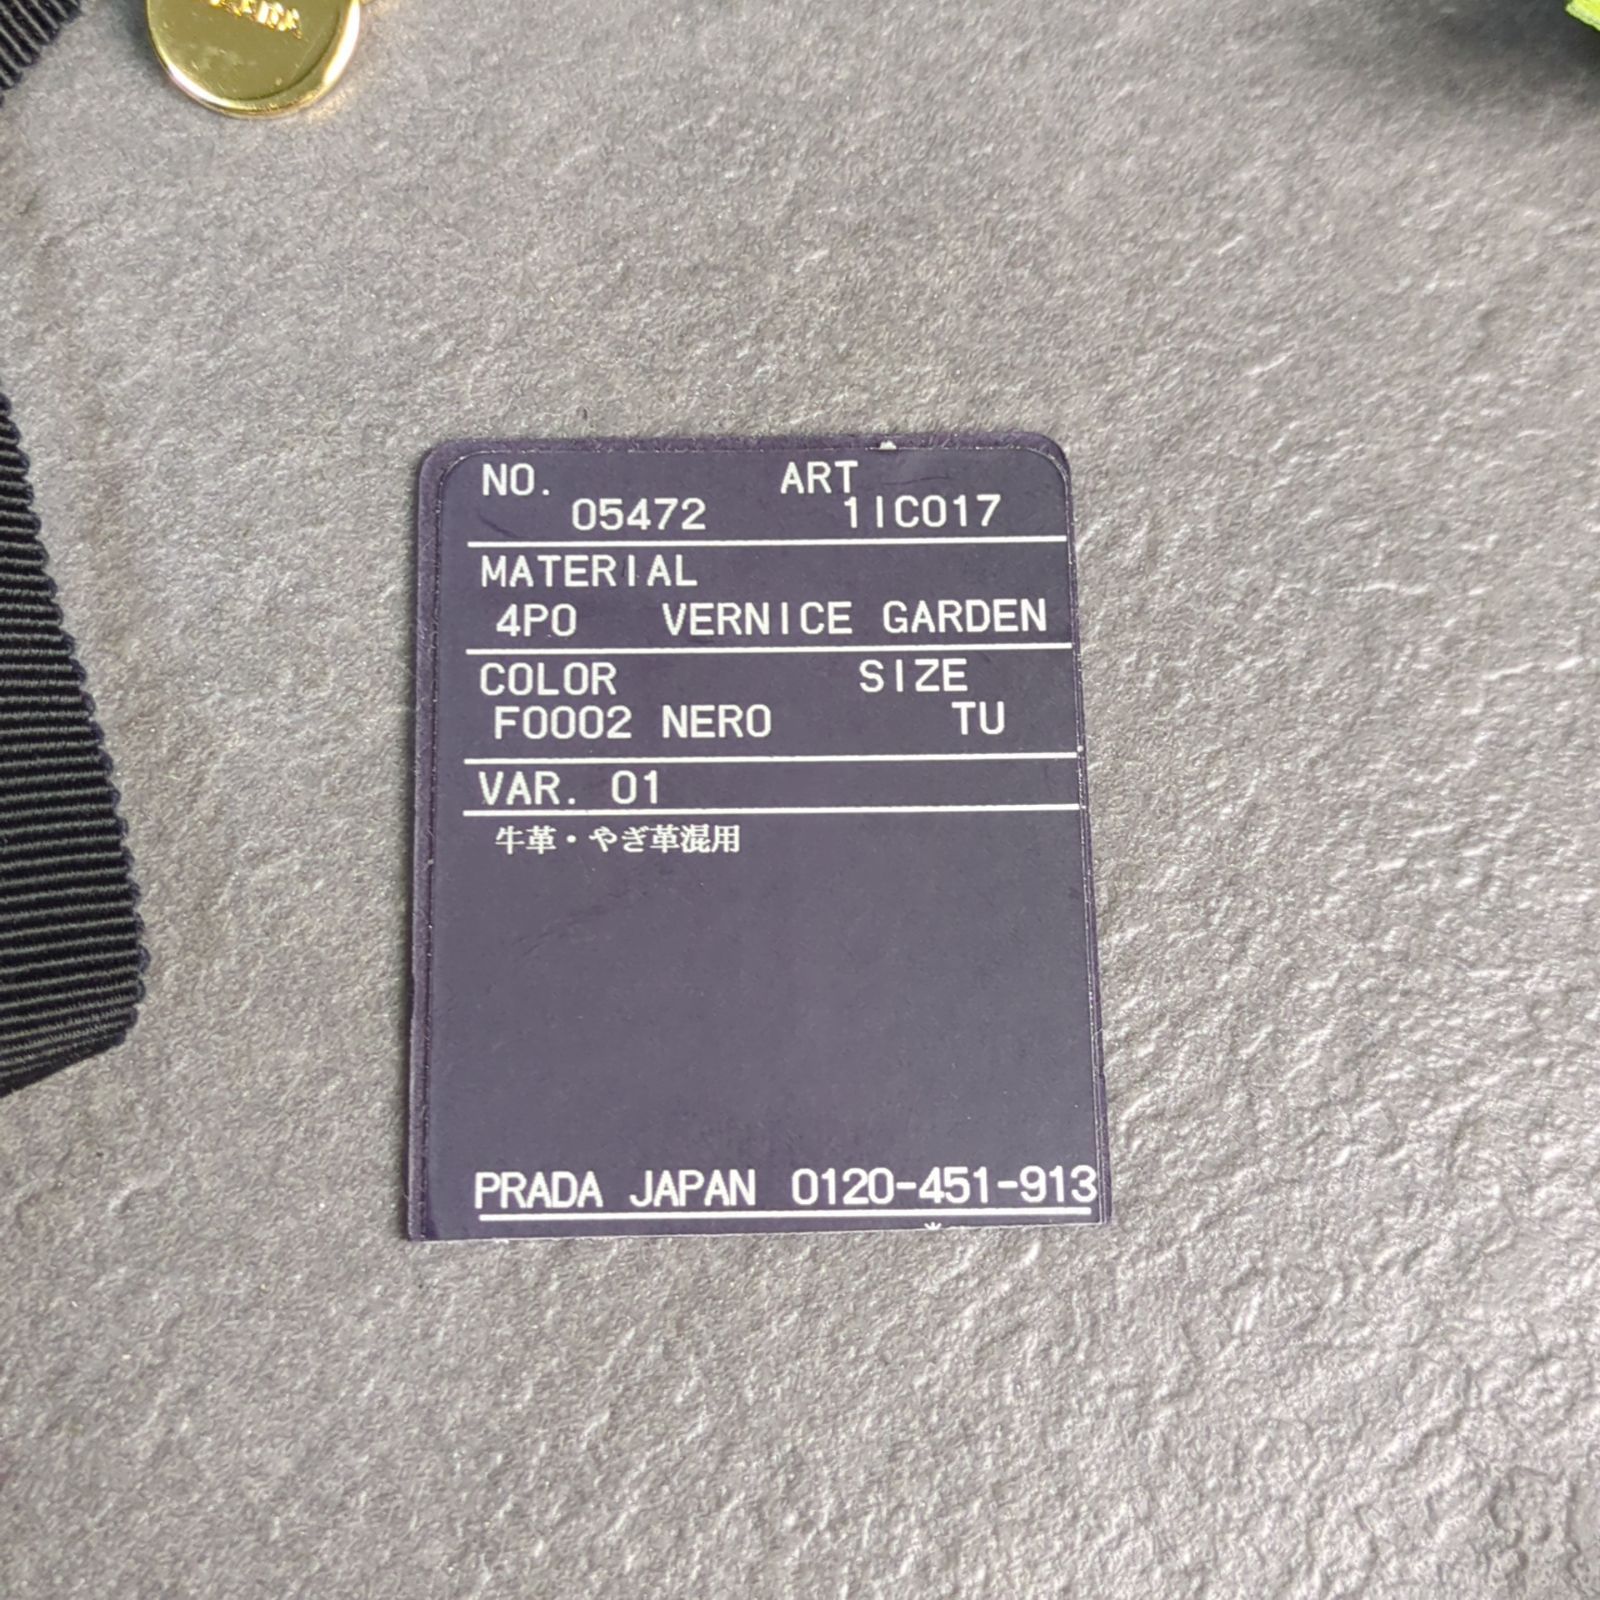 NO. ART
05472 1IC017
MATERIAL
4P0 VERNICE GARDEN
COLOR SIZE
F0002 NERO TU
VAR. 01
牛革・やぎ革混用
PRADA JAPAN 0120-451-913